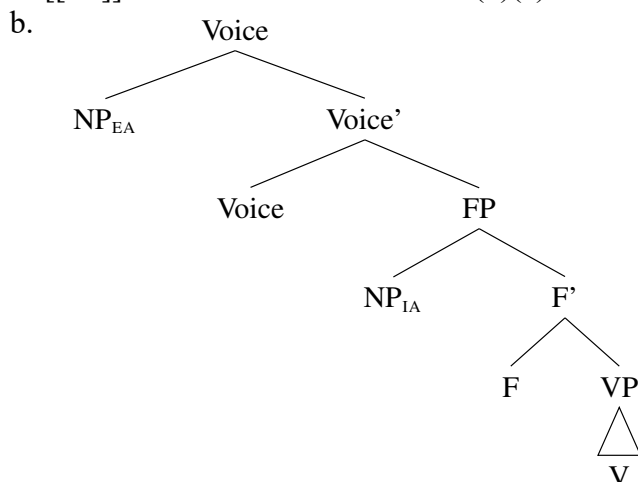 b.
Voice
NP_EA Voice'
Voice FP
NP_IA F'
F VP
V